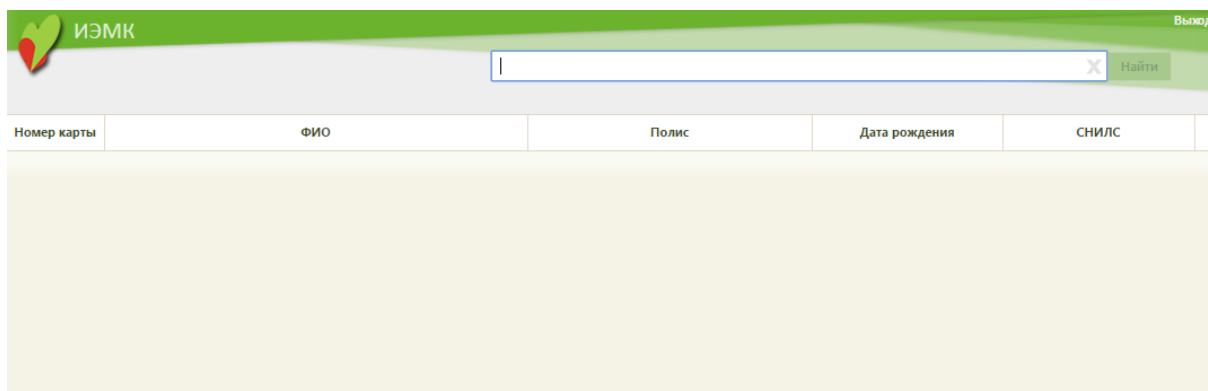 ИЭМК
Выход
Найти
Номер карты ФИО Полис Дата рождения СНИЛС